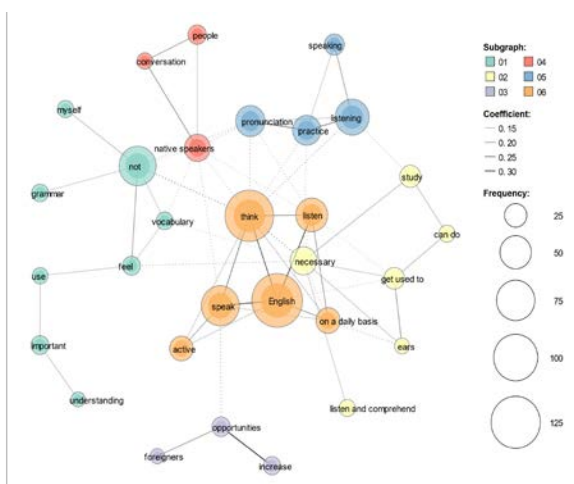 people
speaking
conversation
myself
pronunciation
listening
practice
native speakers
not
study
grammar
vocabulary
think
listen
can do
feel
necessary
use
get used to
speak
English
on a daily basis
important
active
ears
understanding
listen and comprehend
opportunities
foreigners
increase
Subgraph:
01 04
02 05
03 06
Coefficient:
0. 15
0. 20
0. 25
0. 30
Frequency:
25
50
75
100
125